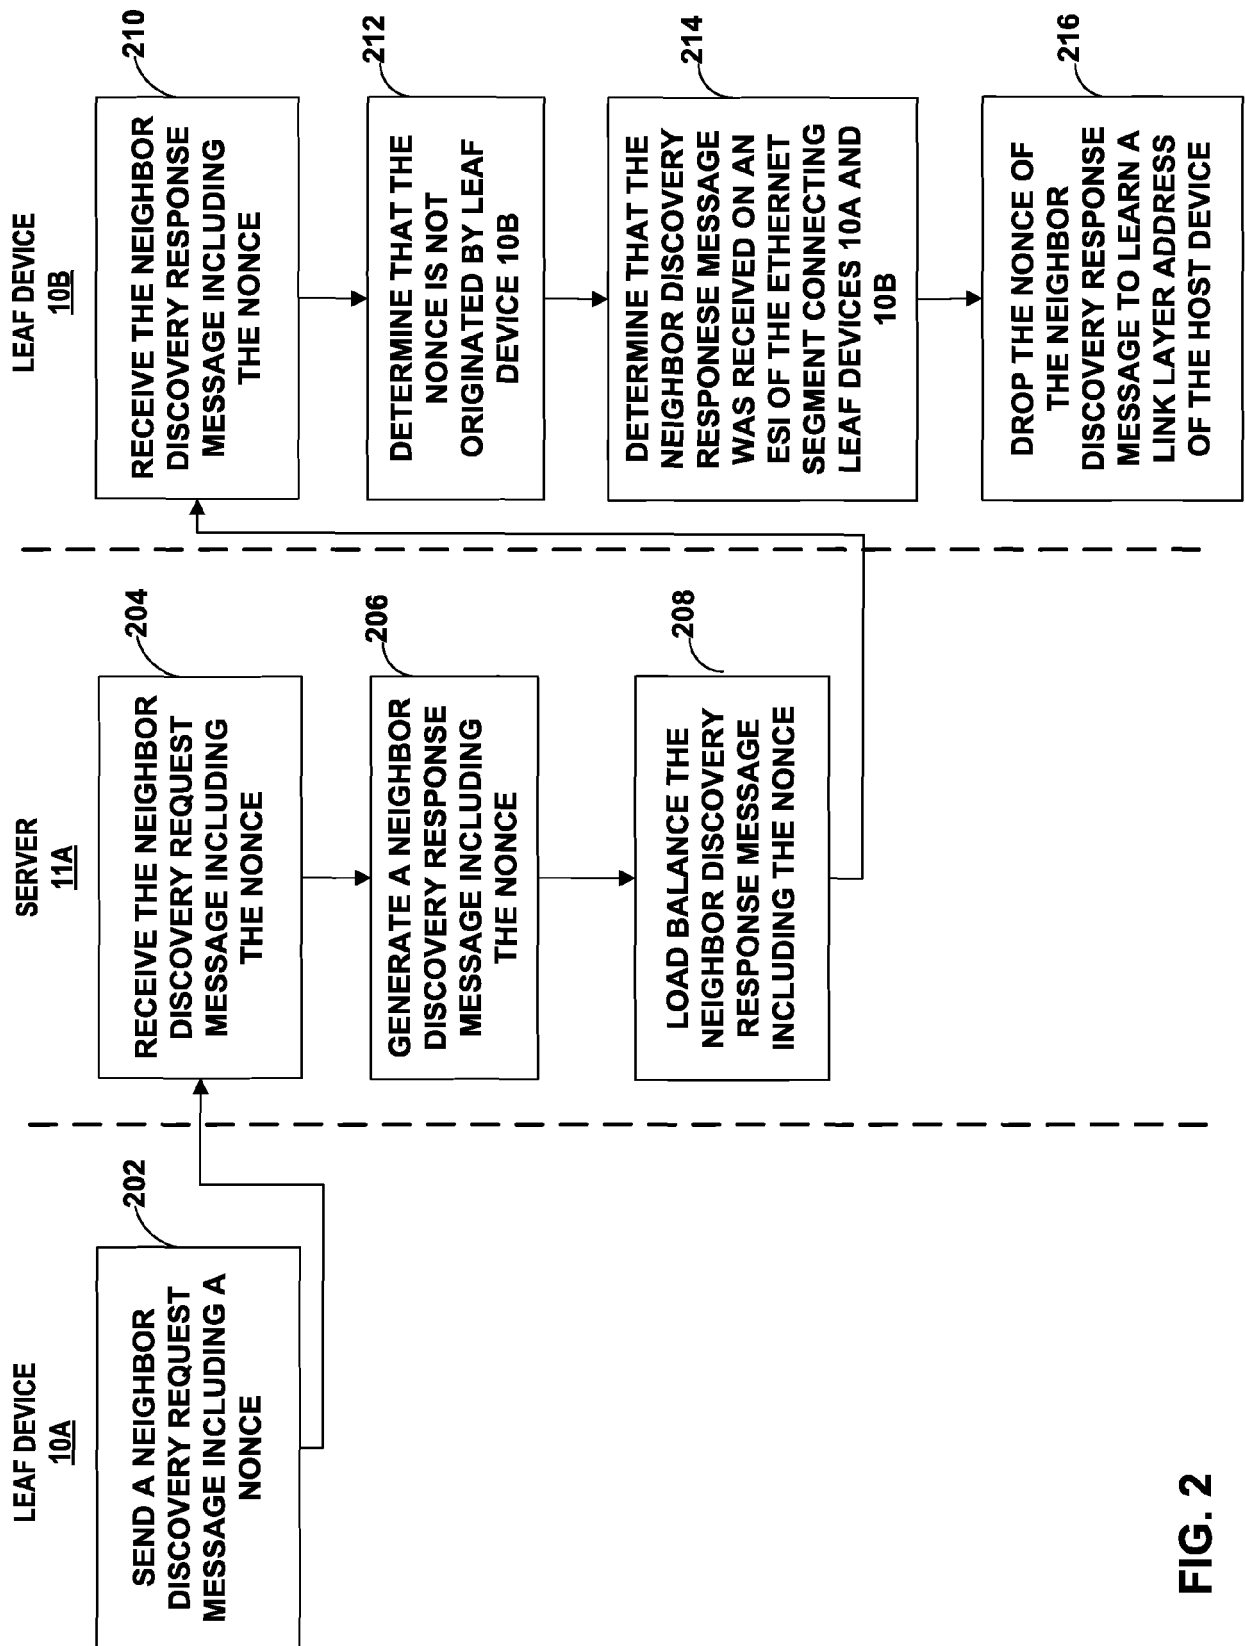 LEAF DEVICE
10A
202
SEND A NEIGHBOR
DISCOVERY REQUEST
MESSAGE INCLUDING A
NONCE
SERVER
11A
204
RECEIVE THE NEIGHBOR
DISCOVERY REQUEST
MESSAGE INCLUDING
THE NONCE
206
GENERATE A NEIGHBOR
DISCOVERY RESPONSE
MESSAGE INCLUDING
THE NONCE
208
LOAD BALANCE THE
NEIGHBOR DISCOVERY
RESPONSE MESSAGE
INCLUDING THE NONCE
LEAF DEVICE
10B
210
RECEIVE THE NEIGHBOR
DISCOVERY RESPONSE
MESSAGE INCLUDING
THE NONCE
212
DETERMINE THAT THE
NONCE IS NOT
ORIGINATED BY LEAF
DEVICE 10B
214
DETERMINE THAT THE
NEIGHBOR DISCOVERY
RESPONESE MESSAGE
WAS RECEIVED ON AN
ESI OF THE ETHERNET
SEGMENT CONNECTING
LEAF DEVICES 10A AND
10B
216
DROP THE NONCE OF
THE NEIGHBOR
DISCOVERY RESPONSE
MESSAGE TO LEARN A
LINK LAYER ADDRESS
OF THE HOST DEVICE
FIG. 2